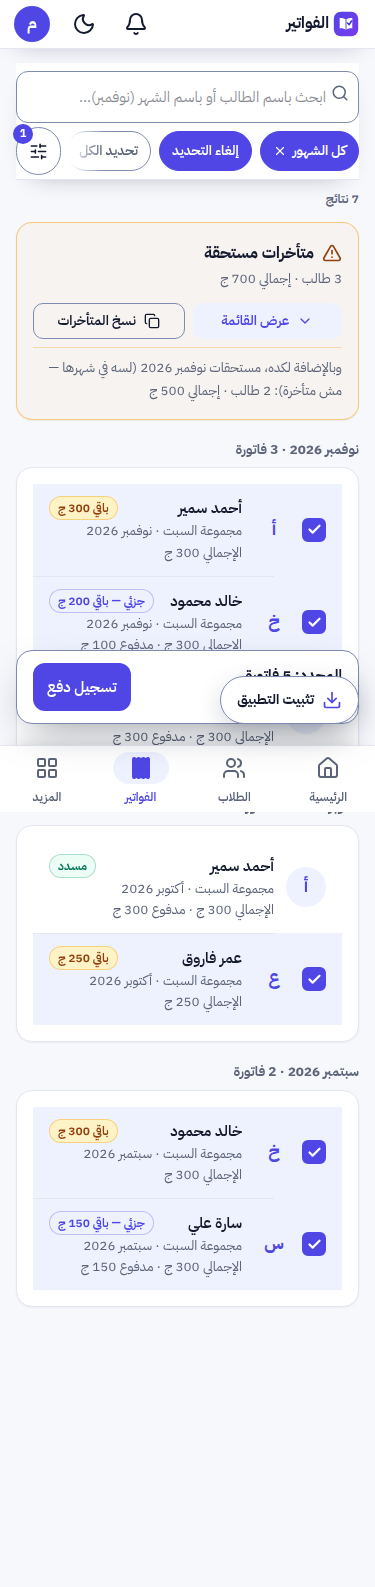 الفواتير
م
ابحث باسم الطالب أو باسم الشهر (نوفمبر)...
كل الشهور
إلغاء التحديد
تحديد الكل
1
7 نتائج
متأخرات مستحقة
3 طالب · إجمالي 700 ج
عرض القائمة
نسخ المتأخرات
وبالإضافة لكده، مستحقات نوفمبر 2026 (لسه في شهرها —
مش متأخرة): 2 طالب · إجمالي 500 ج
نوفمبر 2026 · 3 فاتورة
أ
أحمد سمير
باقي 300 ج
مجموعة السبت · نوفمبر 2026
الإجمالي 300 ج
خ
خالد محمود
جزئي — باقي 200 ج
مجموعة السبت · نوفمبر 2026
الإجمالي 300 ج · مدفوع 100 ج
المحدد: 5 فاتورة
تسجيل دفع
تثبيت التطبيق
الإجمالي 300 ج · مدفوع 300 ج
الرئيسية
الطلاب
الفواتير
المزيد
أ
أحمد سمير
مسدد
مجموعة السبت · أكتوبر 2026
الإجمالي 300 ج · مدفوع 300 ج
ع
عمر فاروق
باقي 250 ج
مجموعة السبت · أكتوبر 2026
الإجمالي 250 ج
سبتمبر 2026 · 2 فاتورة
خ
خالد محمود
باقي 300 ج
مجموعة السبت · سبتمبر 2026
الإجمالي 300 ج
س
سارة علي
جزئي — باقي 150 ج
مجموعة السبت · سبتمبر 2026
الإجمالي 300 ج · مدفوع 150 ج